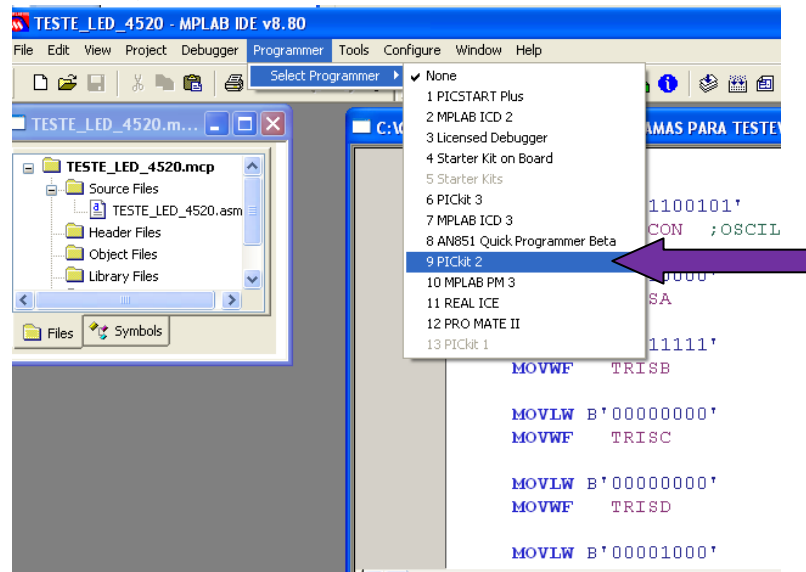 TESTE_LED_4520 - MPLAB IDE v8.80
File Edit View Project Debugger Programmer Tools Configure Window Help
Select Programmer
None
1 PICSTART Plus
2 MPLAB ICD 2
3 Licensed Debugger
4 Starter Kit on Board
5 Starter Kits
6 PICkit 3
7 MPLAB ICD 3
8 AN851 Quick Programmer Beta
9 PICkit 2
10 MPLAB PM 3
11 REAL ICE
12 PRO MATE II
13 PICkit 1
TESTE_LED_4520.m...
TESTE_LED_4520.mcp
Source Files
TESTE_LED_4520.asm
Header Files
Object Files
Library Files
Files Symbols
C:\
AMAS PARA TESTE
1100101'
CON ;OSCIL
0000'
SA
11111'
MOVWF TRISB
MOVLW B'00000000'
MOVWF TRISC
MOVLW B'00000000'
MOVWF TRISD
MOVLW B'00001000'